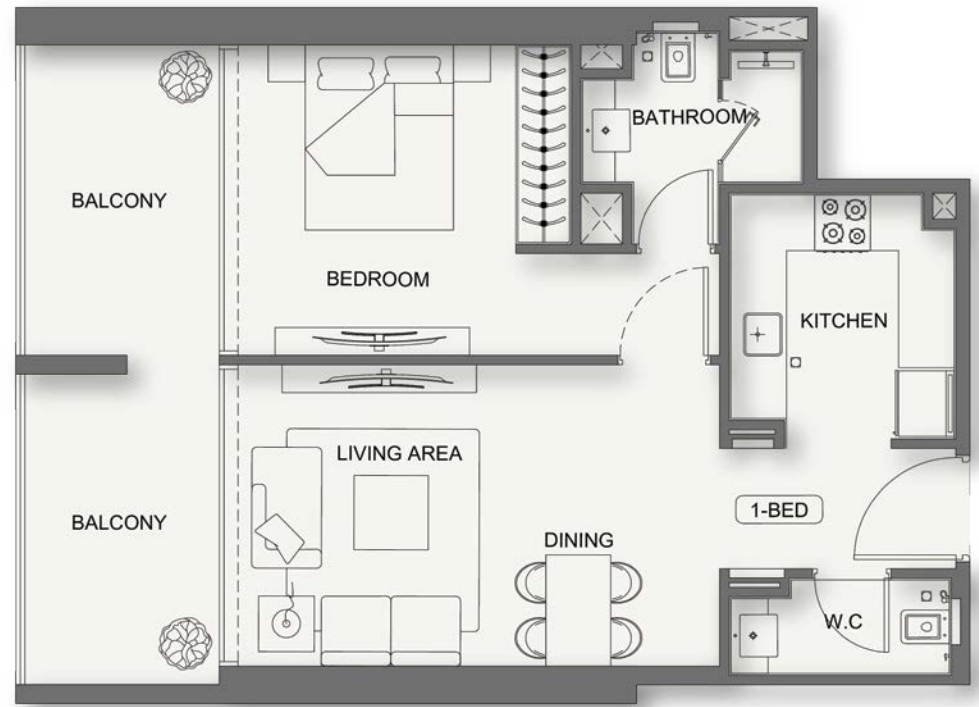 BATHROOM
BALCONY
BEDROOM
KITCHEN
LIVING AREA
1-BED
BALCONY
DINING
W.C